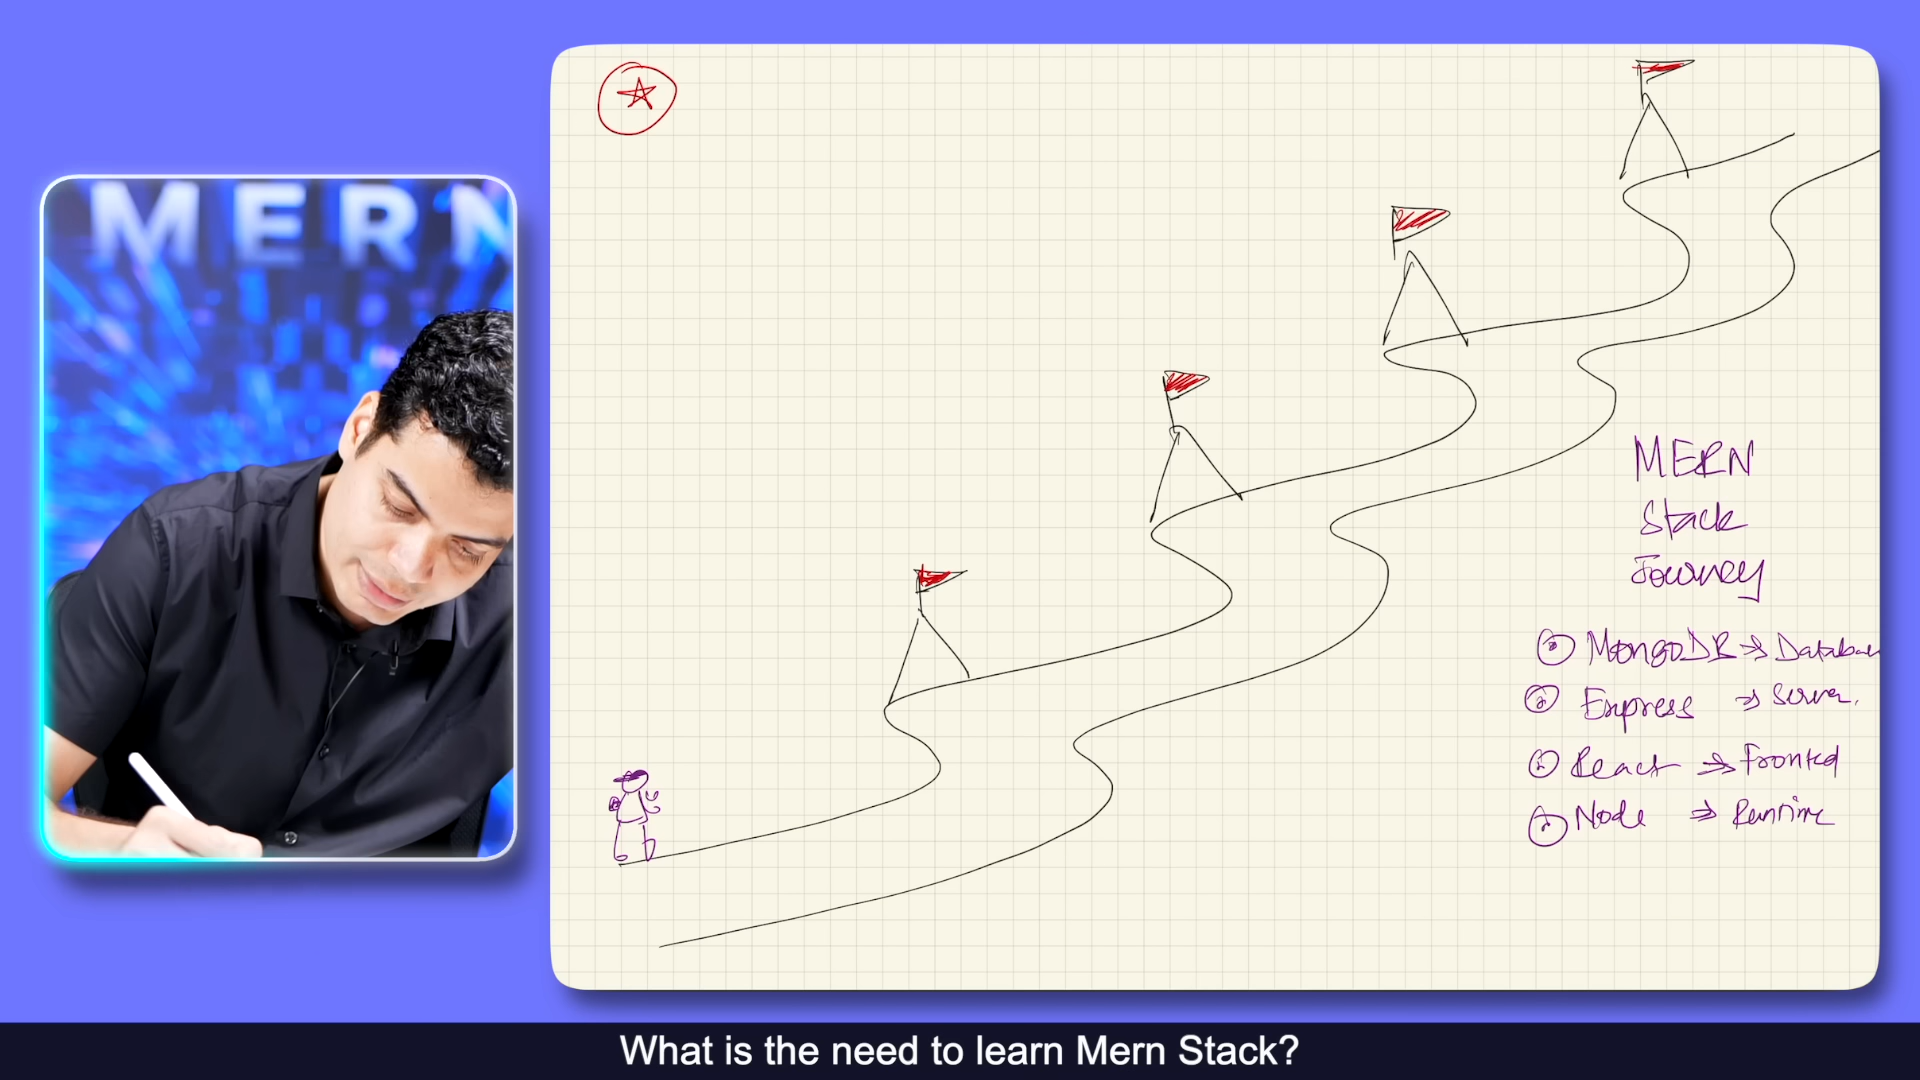 MERN
MERN
Stack
Journey
MongoDB → Database
Express → Server.
React → Fronted
Node → Runtime
What is the need to learn Mern Stack?